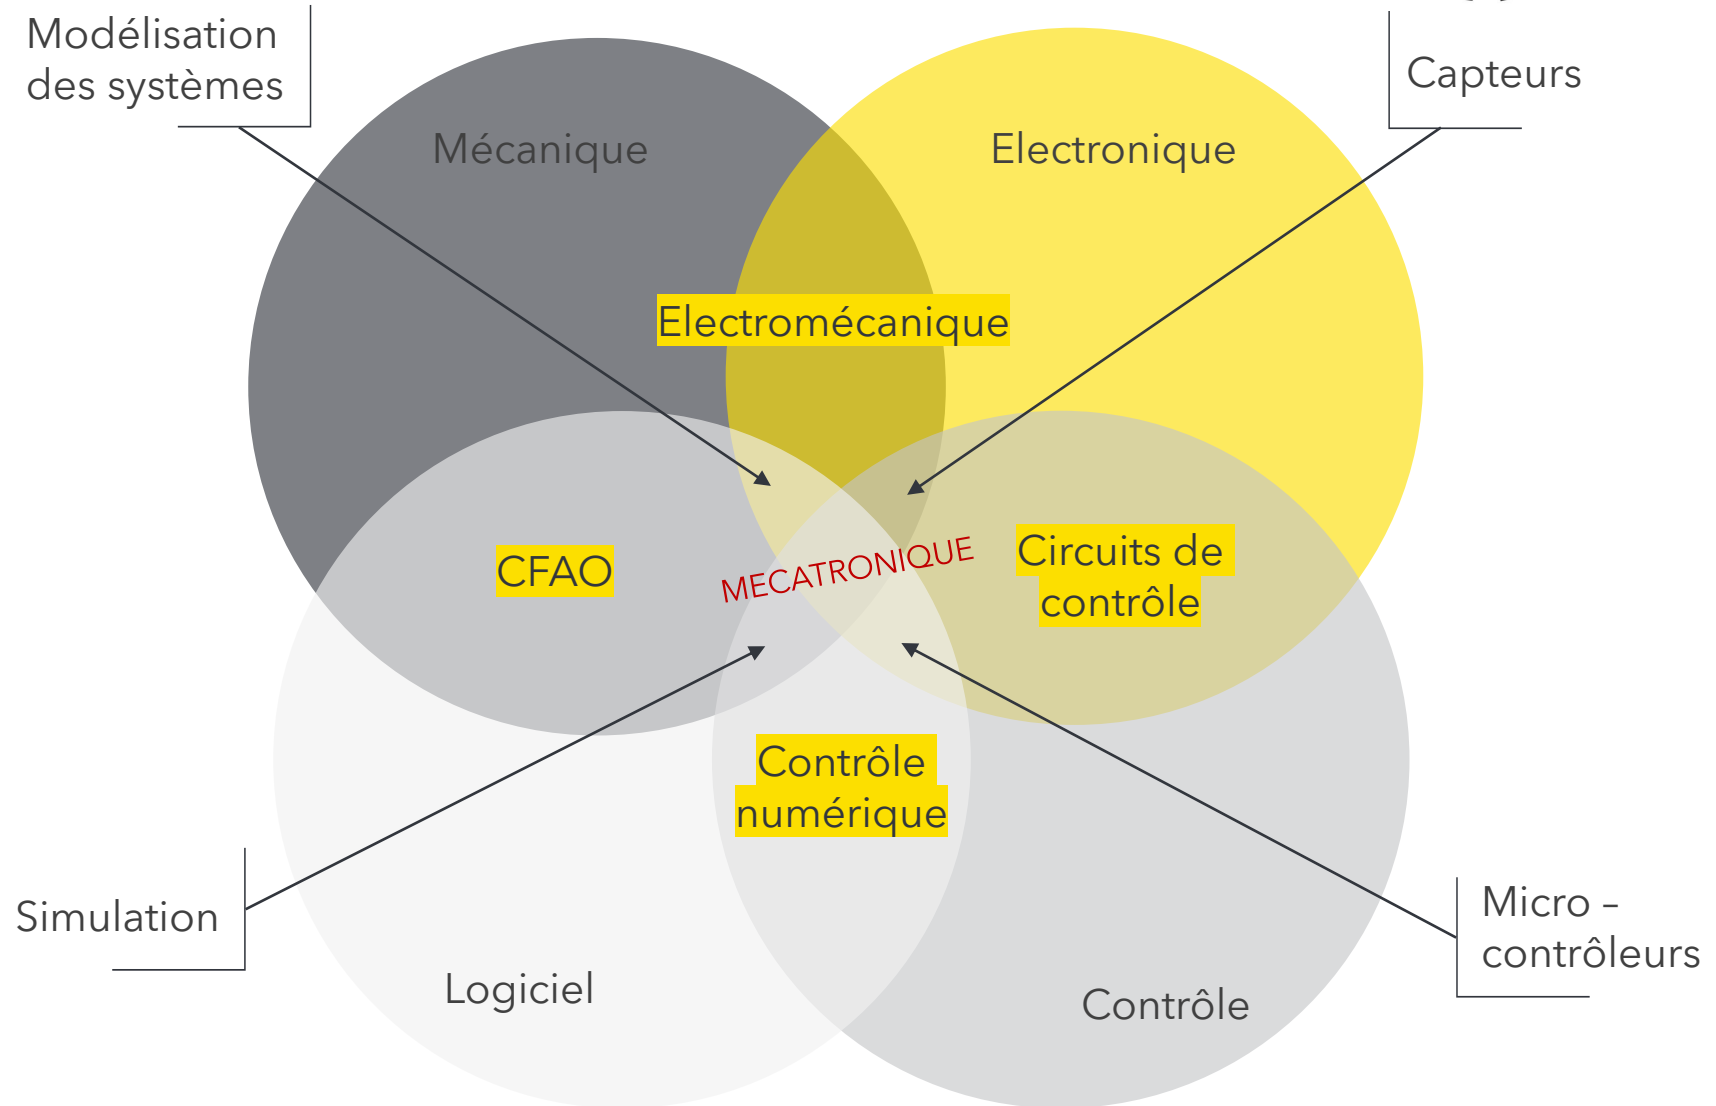 Modélisation
des systèmes
Capteurs
Mécanique
Electronique
Electromécanique
CFAO
MECATRONIQUE
Circuits de
contrôle
Contrôle
numérique
Simulation
Micro –
contrôleurs
Logiciel
Contrôle